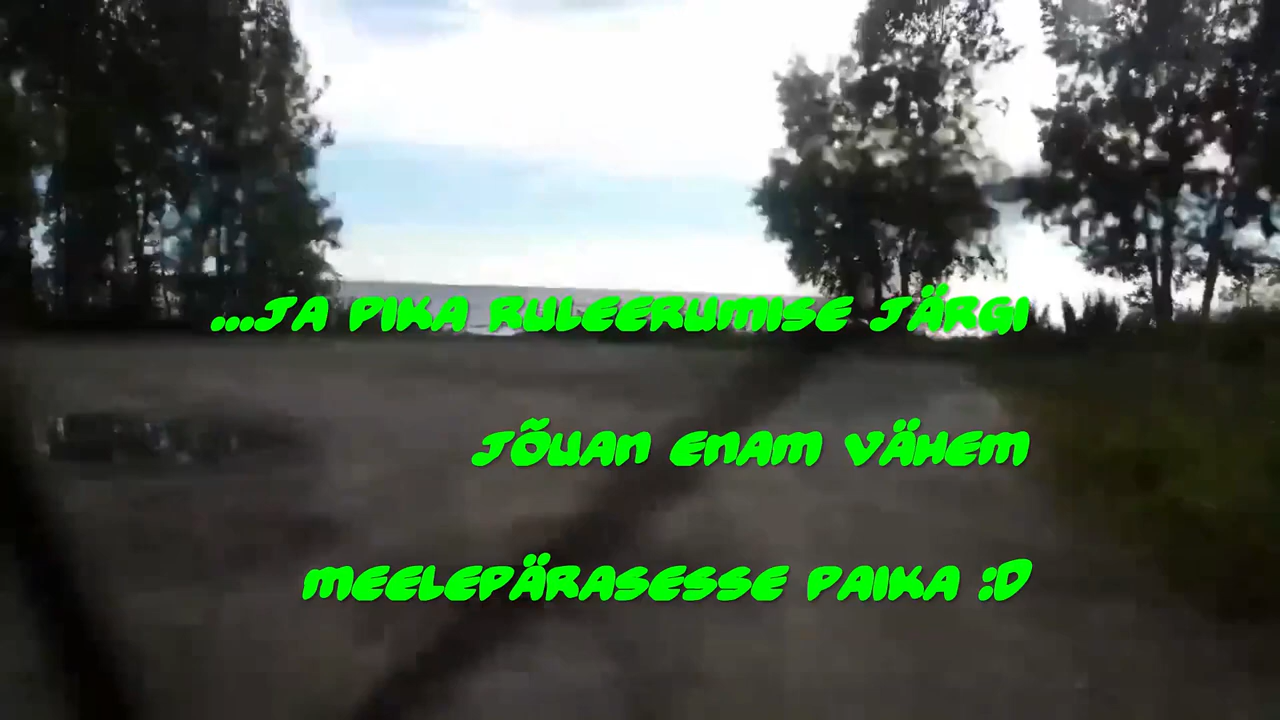 ...JA PIKA RULEERUMISE JÄRGI
JÕUAN ENAM VÄHEM
MEELEPÄRASESSE PAIKA :D